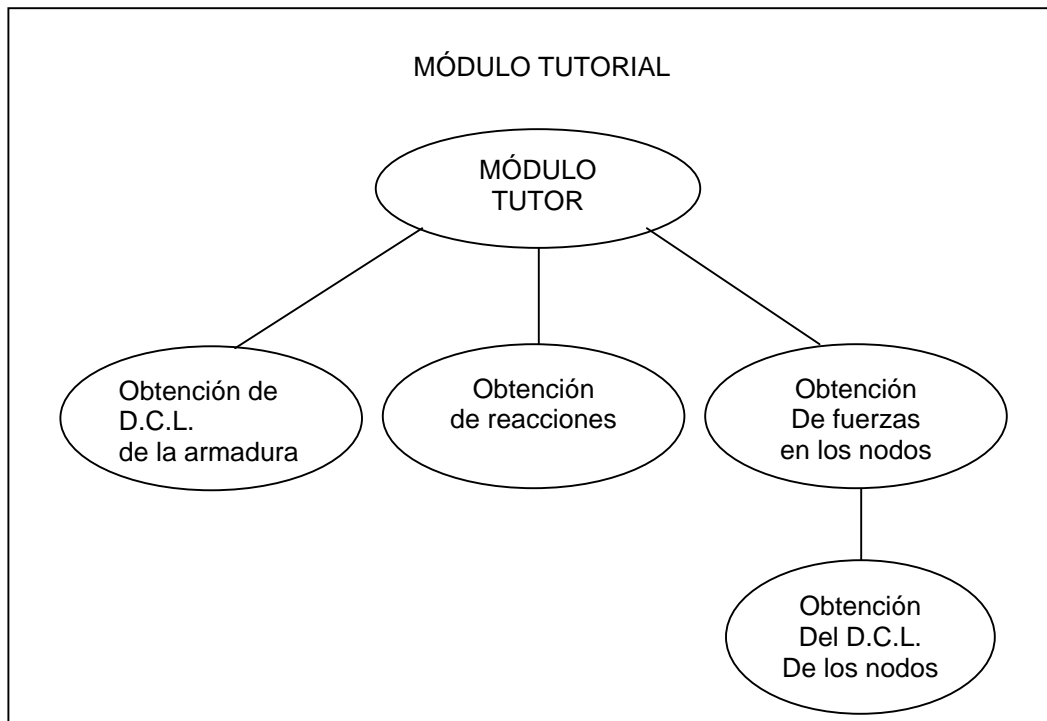 MÓDULO TUTORIAL
MÓDULO
TUTOR
Obtención de
D.C.L.
de la armadura
Obtención
de reacciones
Obtención
De fuerzas
en los nodos
Obtención
Del D.C.L.
De los nodos